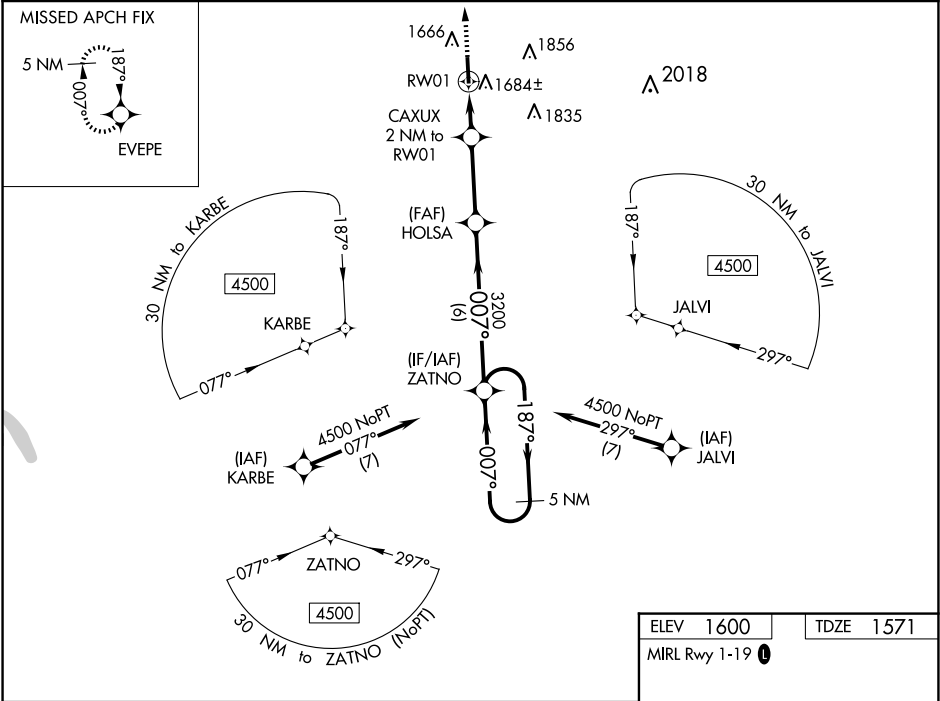 MISSED APCH FIX
5 NM
187°
007°
EVEPE
1666
1856
RW01
1684±
2018
1835
CAXUX
2 NM to
RW01
(FAF)
HOLSA
30 NM to KARBE
187°
4500
KARBE
077°
30 NM to JALVI
187°
4500
JALVI
297°
3200
007°
(6)
(IF/IAF)
ZATNO
187°
007°
5 NM
4500 NoPT
077°
(7)
(IAF)
KARBE
4500 NoPT
297°
(7)
(IAF)
JALVI
077°
ZATNO
297°
4500
30 NM to ZATNO (NoPT)
ELEV 1600
TDZE 1571
MIRL Rwy 1-19 L